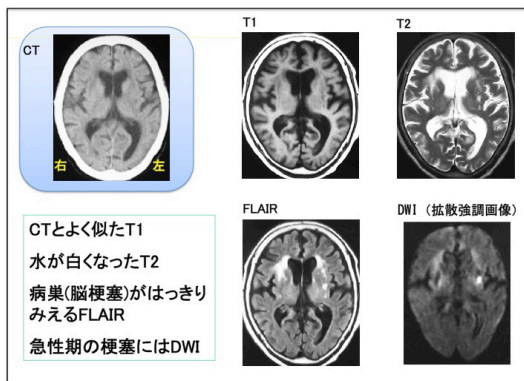 CT
T1
T2
右
左
FLAIR
DWI （拡散強調画像）
CTとよく似たT1
水が白くなったT2
病巣(脳梗塞)がはっきり
みえるFLAIR
急性期の梗塞にはDWI